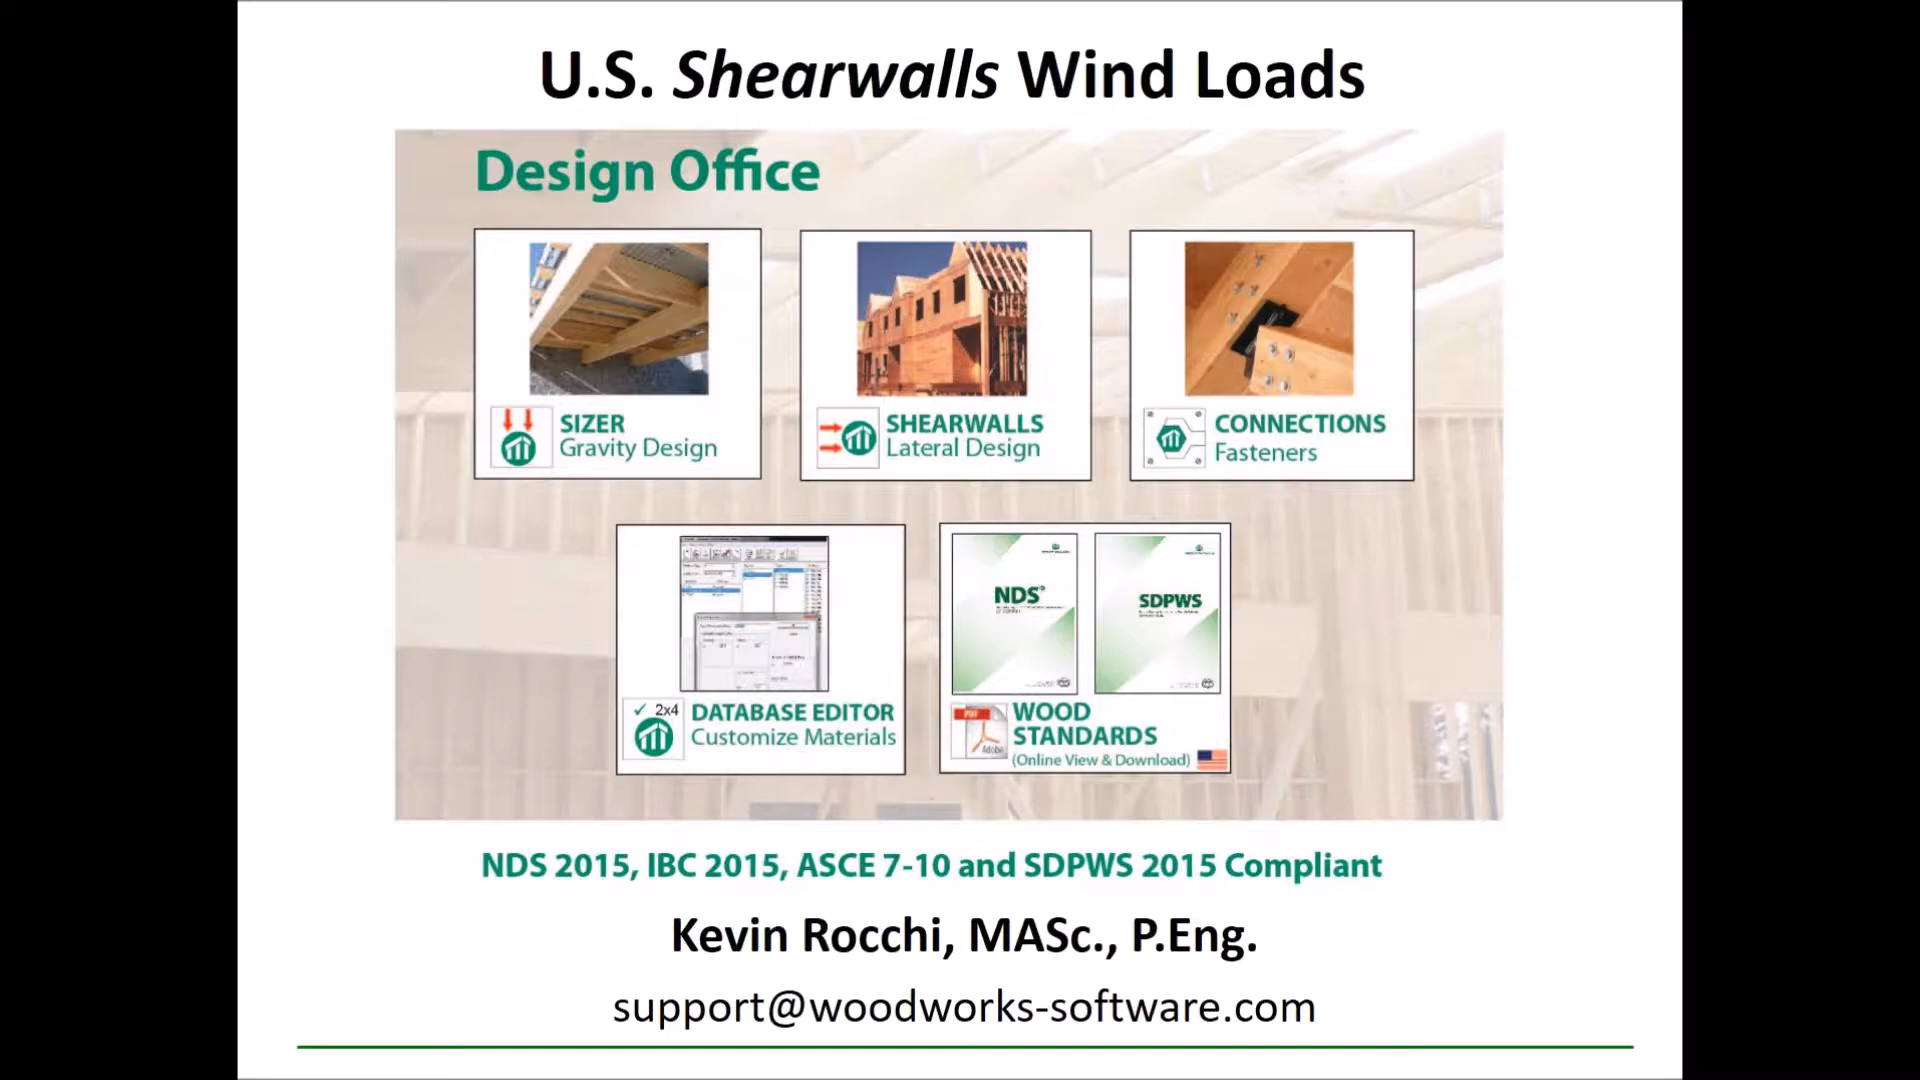 U.S. Shearwalls Wind Loads
Design Office
SIZER
Gravity Design
SHEARWALLS
Lateral Design
CONNECTIONS
Fasteners
NDS®
SDPWS
2x4
DATABASE EDITOR
Customize Materials
PDF
Adobe
WOOD
STANDARDS
(Online View & Download)
NDS 2015, IBC 2015, ASCE 7-10 and SDPWS 2015 Compliant
Kevin Rocchi, MASc., P.Eng.
support@woodworks-software.com